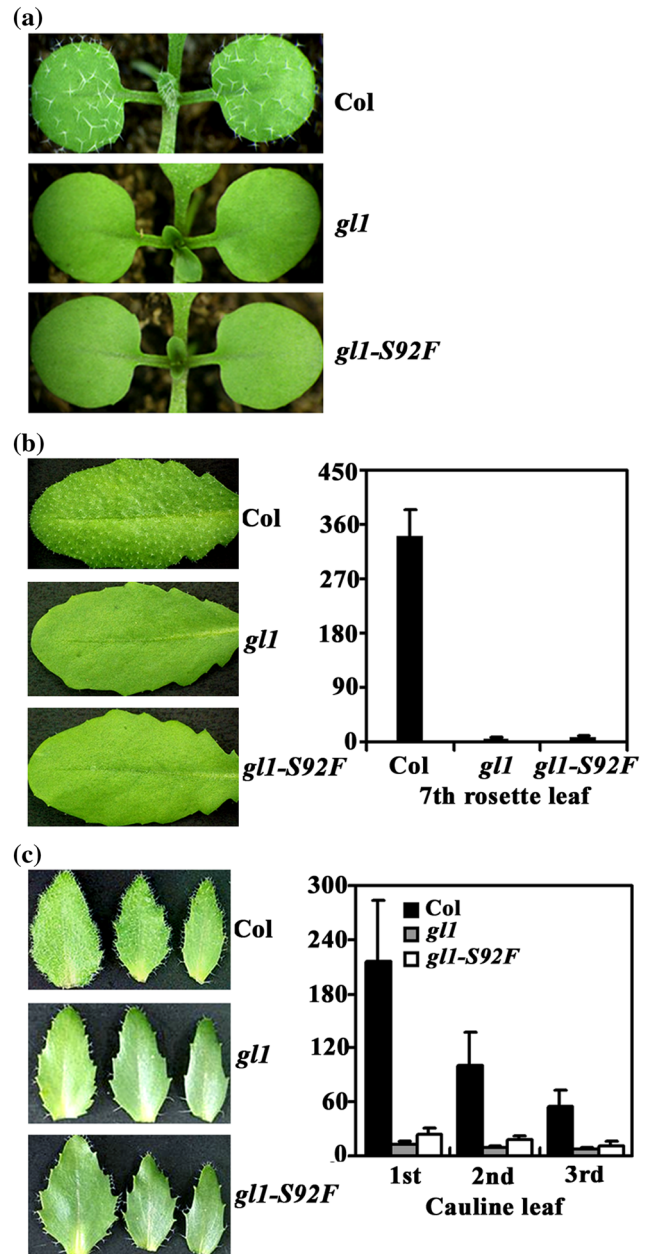 (a)
Col
gl1
gl1-S92F
(b)
Col
gl1
gl1-S92F
450
360
270
180
90
0
Col gl1 gl1-S92F
7th rosette leaf
(c)
Col
gl1
gl1-S92F
300
240
180
120
60
0
Col
gl1
gl1-S92F
1st 2nd 3rd
Cauline leaf